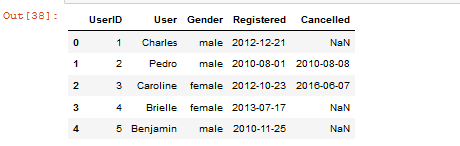 Out[38]:
UserID User Gender Registered Cancelled
0 1 Charles male 2012-12-21 NaN
1 2 Pedro male 2010-08-01 2010-08-08
2 3 Caroline female 2012-10-23 2016-06-07
3 4 Brielle female 2013-07-17 NaN
4 5 Benjamin male 2010-11-25 NaN